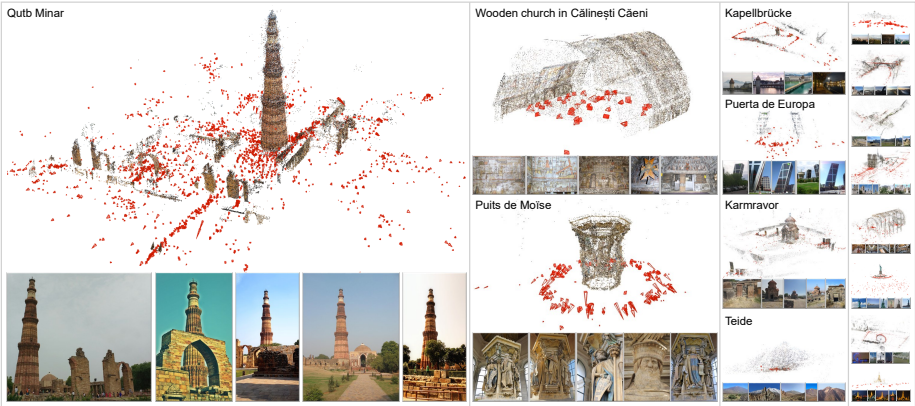 Qutb Minar
Wooden church in Călinești Căeni
Kapellbrücke
Puerta de Europa
Puits de Moïse
Karmravor
Teide